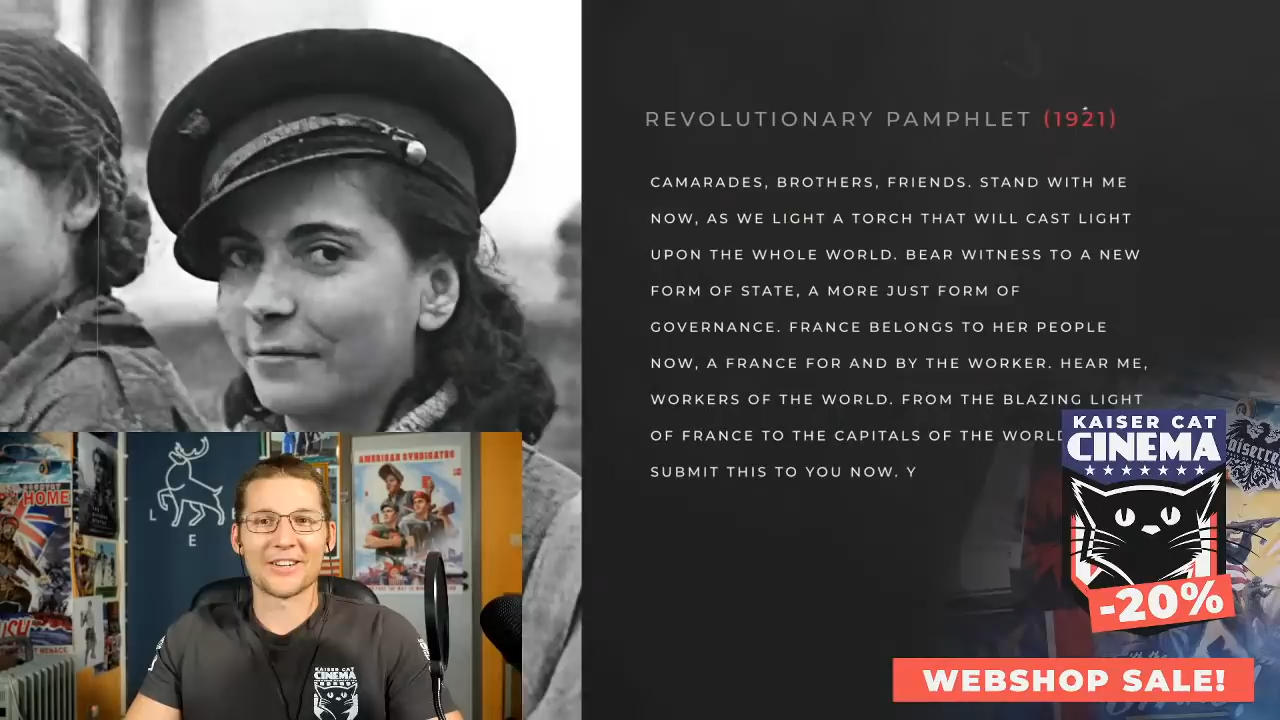 REVOLUTIONARY PAMPHLET (1921)
CAMARADES, BROTHERS, FRIENDS. STAND WITH ME
NOW, AS WE LIGHT A TORCH THAT WILL CAST LIGHT
UPON THE WHOLE WORLD. BEAR WITNESS TO A NEW
FORM OF STATE, A MORE JUST FORM OF
GOVERNANCE. FRANCE BELONGS TO HER PEOPLE
NOW, A FRANCE FOR AND BY THE WORKER. HEAR ME,
WORKERS OF THE WORLD. FROM THE BLAZING LIGHT
OF FRANCE TO THE CAPITALS OF THE WORLD
SUBMIT THIS TO YOU NOW. Y
KAISER CAT
CINEMA
-20%
WEBSHOP SALE!
HOME
L
E
AMERICAN SYNDICATES
KAISER CAT
CINEMA